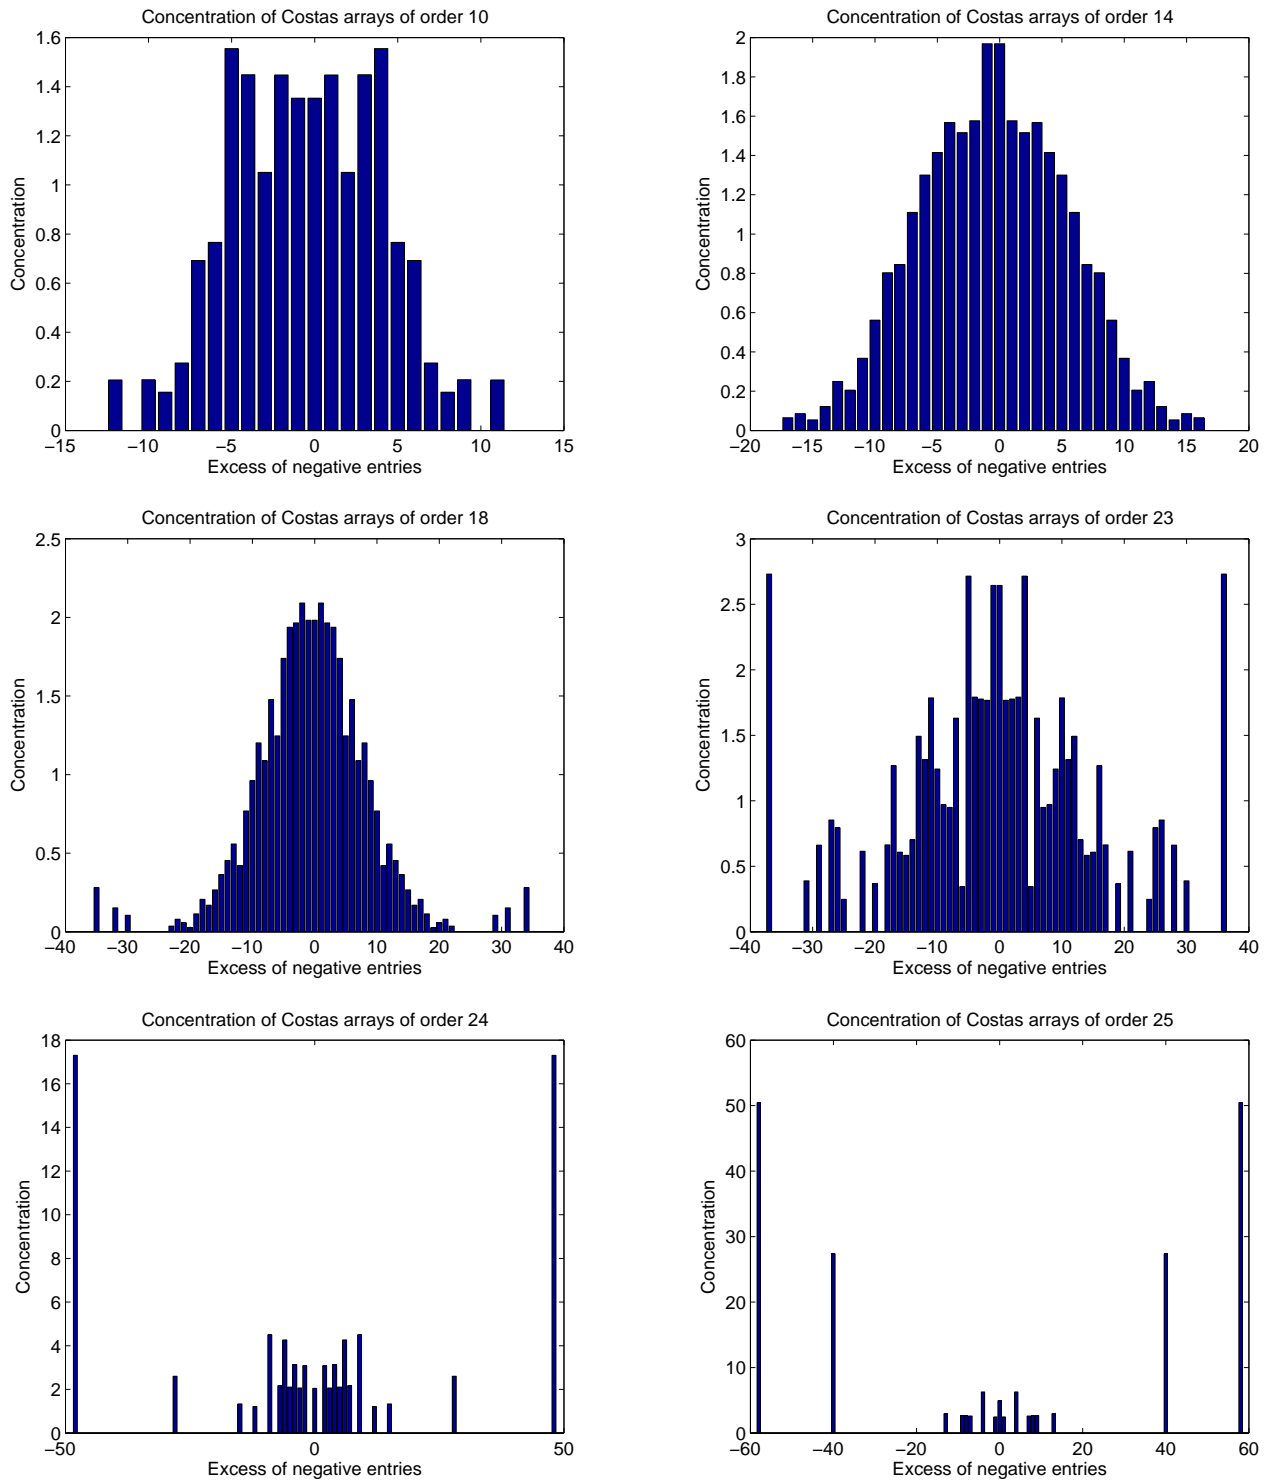 Concentration of Costas arrays of order 10
1.6
1.4
1.2
1
0.8
0.6
0.4
0.2
0
−15 −10 −5 0 5 10 15
Concentration
Excess of negative entries
Concentration of Costas arrays of order 14
2
1.8
1.6
1.4
1.2
1
0.8
0.6
0.4
0.2
0
−20 −15 −10 −5 0 5 10 15 20
Concentration
Excess of negative entries
Concentration of Costas arrays of order 18
2.5
2
1.5
1
0.5
0
−40 −30 −20 −10 0 10 20 30 40
Concentration
Excess of negative entries
Concentration of Costas arrays of order 23
3
2.5
2
1.5
1
0.5
0
−40 −30 −20 −10 0 10 20 30 40
Concentration
Excess of negative entries
Concentration of Costas arrays of order 24
18
16
14
12
10
8
6
4
2
0
−50 0 50
Concentration
Excess of negative entries
Concentration of Costas arrays of order 25
60
50
40
30
20
10
0
−60 −40 −20 0 20 40 60
Concentration
Excess of negative entries